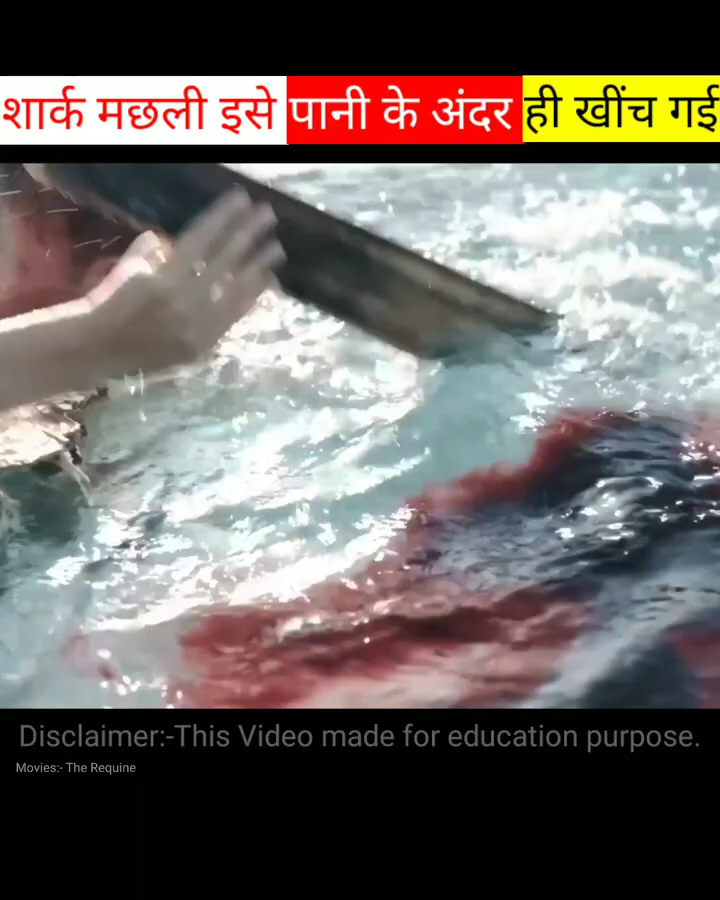 शार्क मछली इसे पानी के अंदर ही खींच गई
Disclaimer:-This Video made for education purpose.
Movies:- The Requine